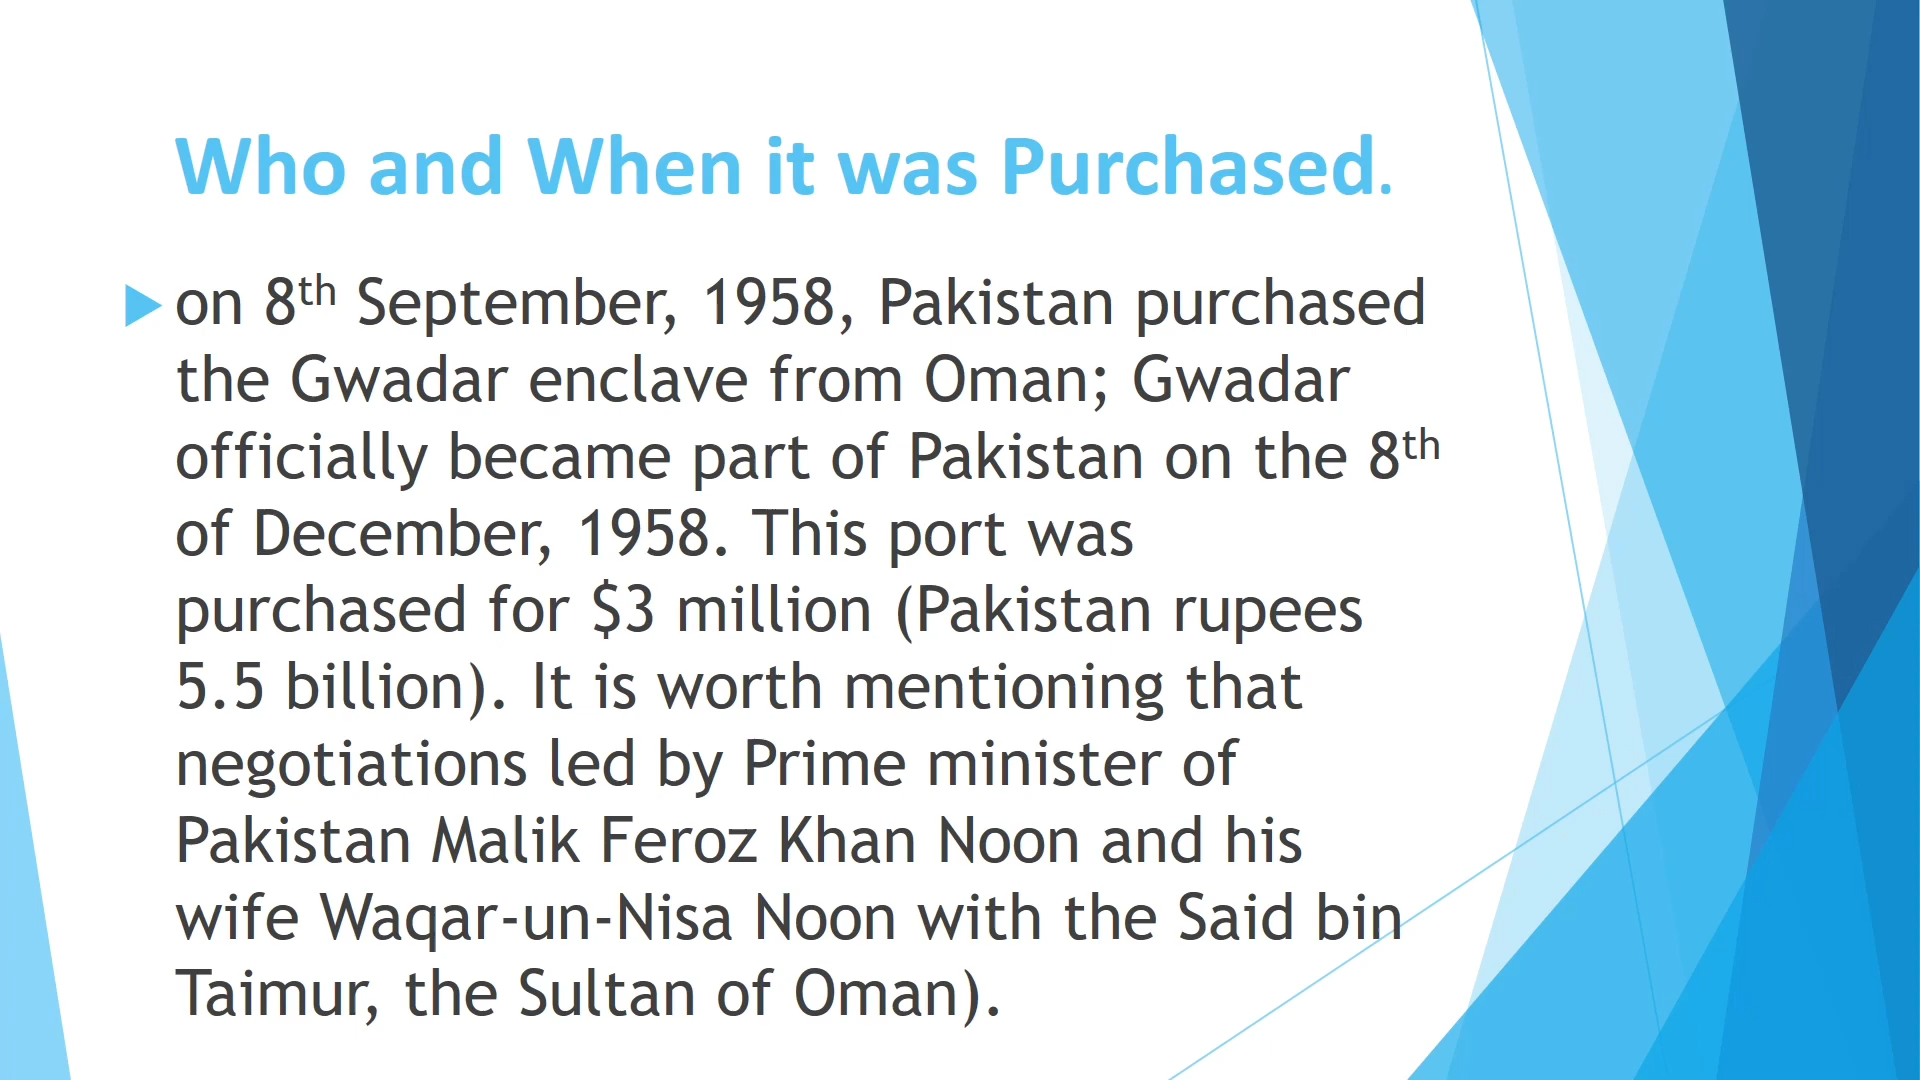 Who and When it was Purchased.
on 8th September, 1958, Pakistan purchased
the Gwadar enclave from Oman; Gwadar
officially became part of Pakistan on the 8th
of December, 1958. This port was
purchased for $3 million (Pakistan rupees
5.5 billion). It is worth mentioning that
negotiations led by Prime minister of
Pakistan Malik Feroz Khan Noon and his
wife Waqar-un-Nisa Noon with the Said bin
Taimur, the Sultan of Oman).